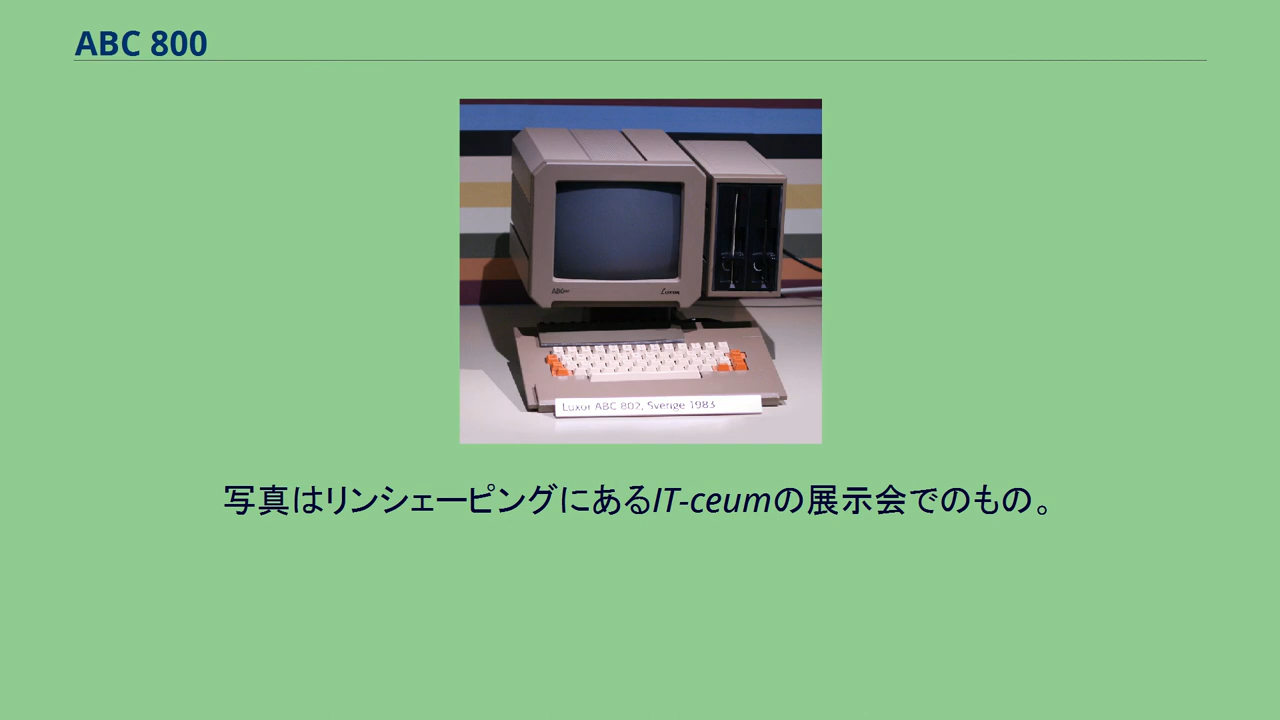 ABC 800
Luxor
Luxor ABC 802, Sverige 1983
写真はリンシェーピングにあるIT-ceumの展示会でのもの。